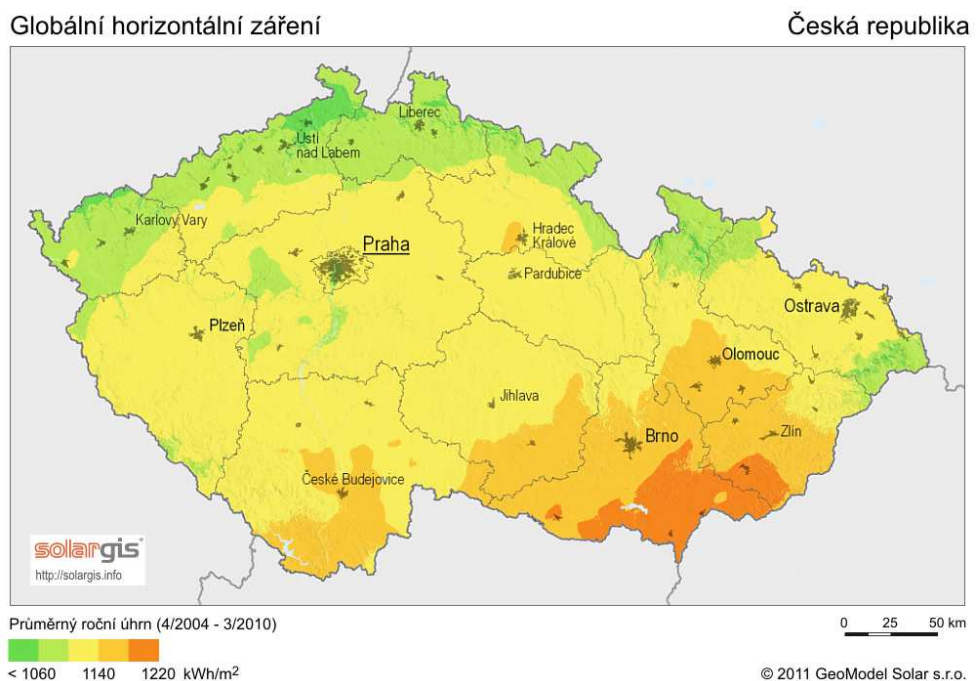 Globální horizontální záření
Česká republika
Liberec
Ústí
nad Labem
Karlovy Vary
Praha
Hradec
Králové
Pardubice
Ostrava
Plzeň
Olomouc
Jihlava
Brno
Zlín
České Budejovice
solargis
http://solargis.info
Průměrný roční úhrn (4/2004 - 3/2010)
0 25 50 km
< 1060 1140 1220 kWh/m²
© 2011 GeoModel Solar s.r.o.